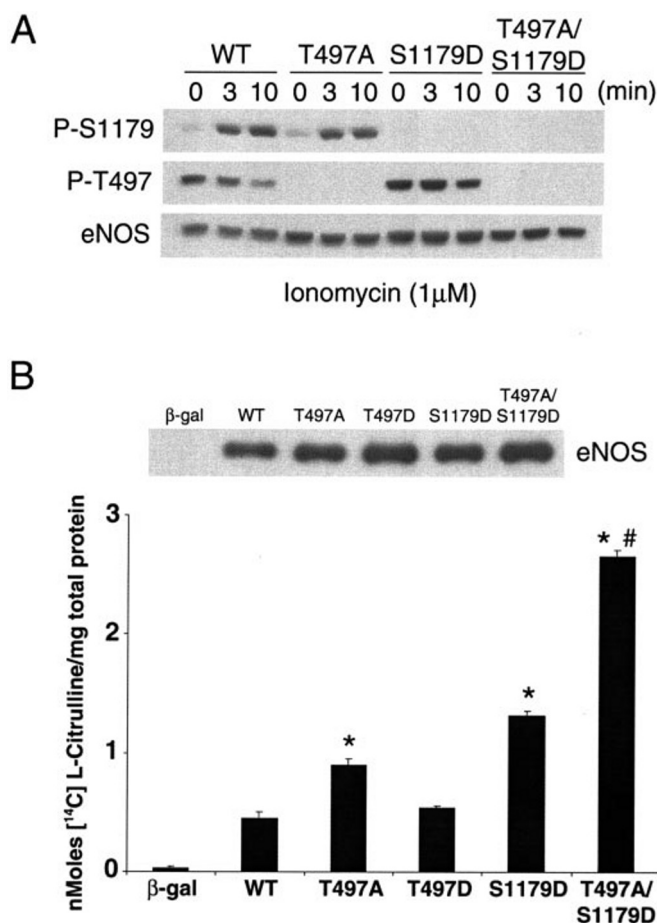 A
WT T497A S1179D T497A/
S1179D
0 3 10 0 3 10 0 3 10 0 3 10 (min)
P-S1179
P-T497
eNOS
Ionomycin (1μM)
B
β-gal WT T497A T497D S1179D T497A/
S1179D
eNOS
nMoles [¹⁴C] L-Citrulline/mg total protein
3
2
1
0
* * * #
β-gal WT T497A T497D S1179D T497A/
S1179D